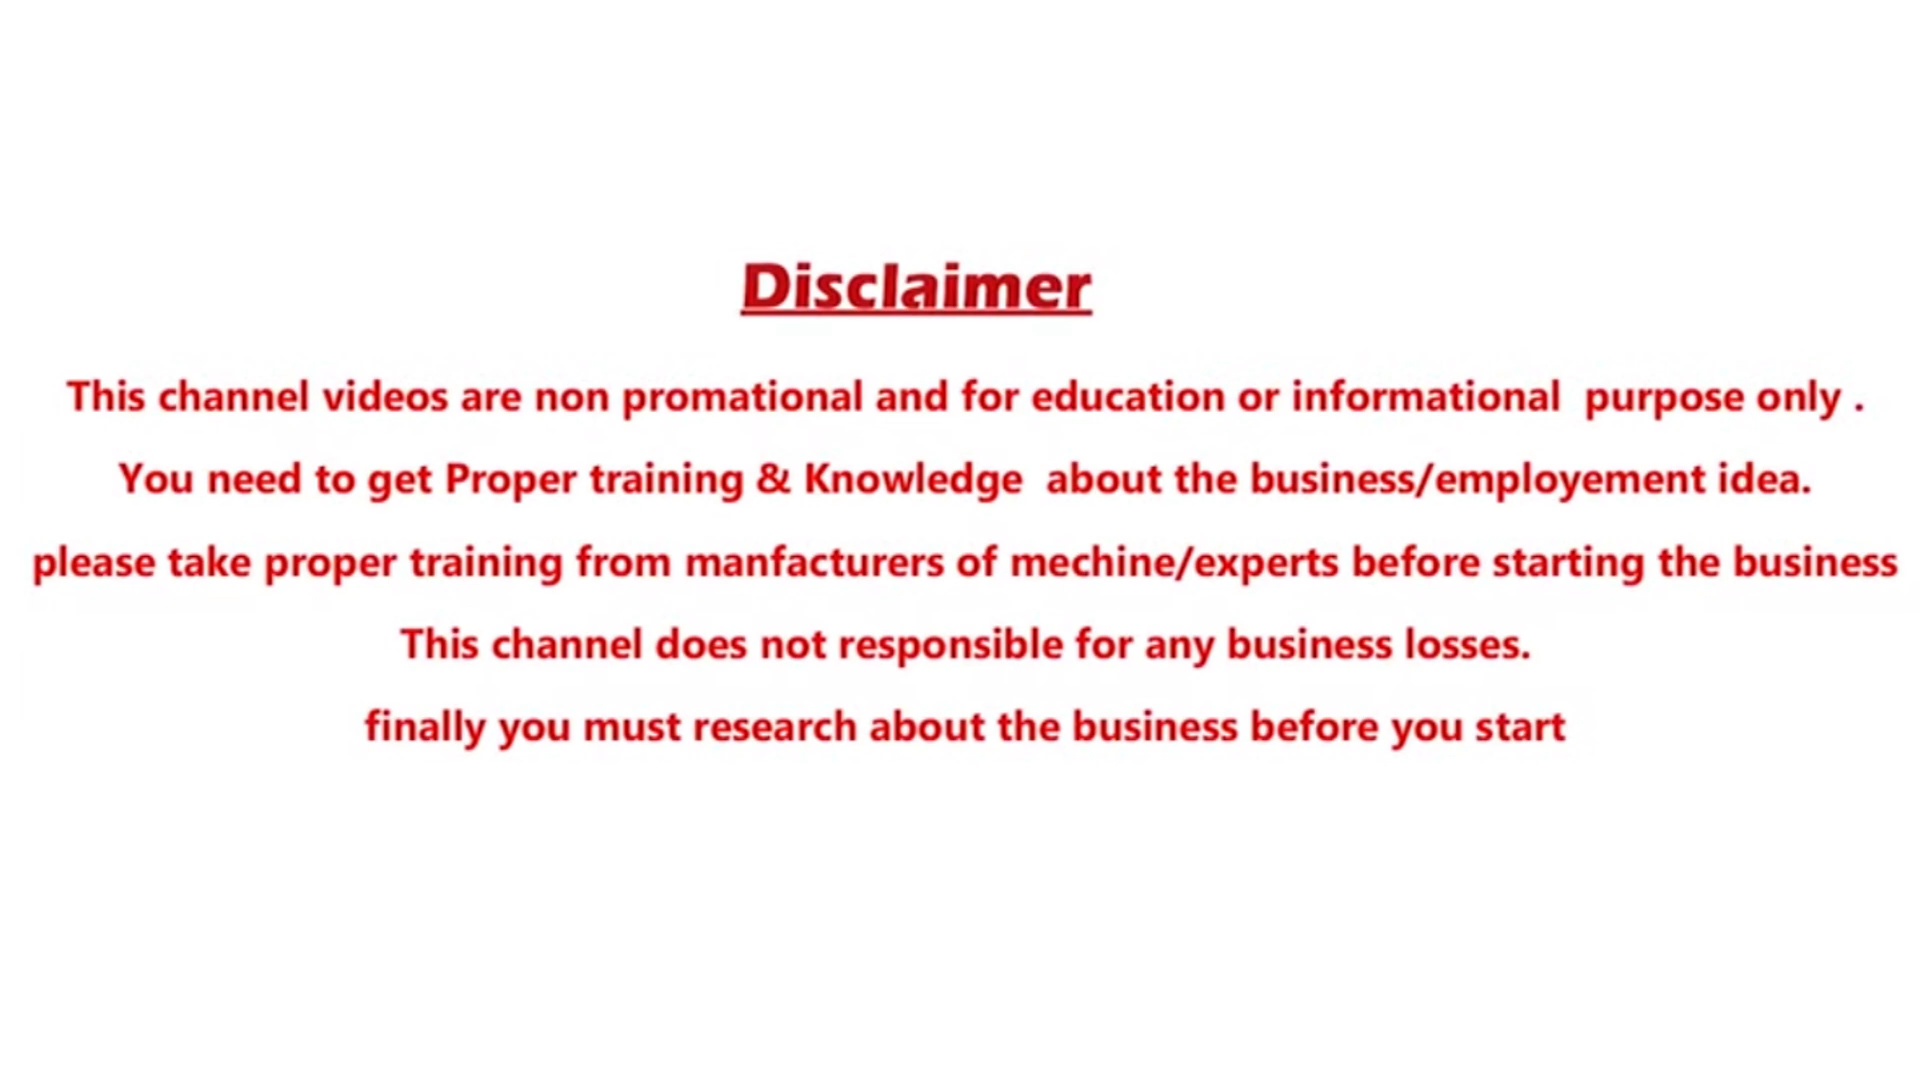 Disclaimer
This channel videos are non promational and for education or informational purpose only .
You need to get Proper training & Knowledge about the business/employement idea.
please take proper training from manfacturers of mechine/experts before starting the business
This channel does not responsible for any business losses.
finally you must research about the business before you start